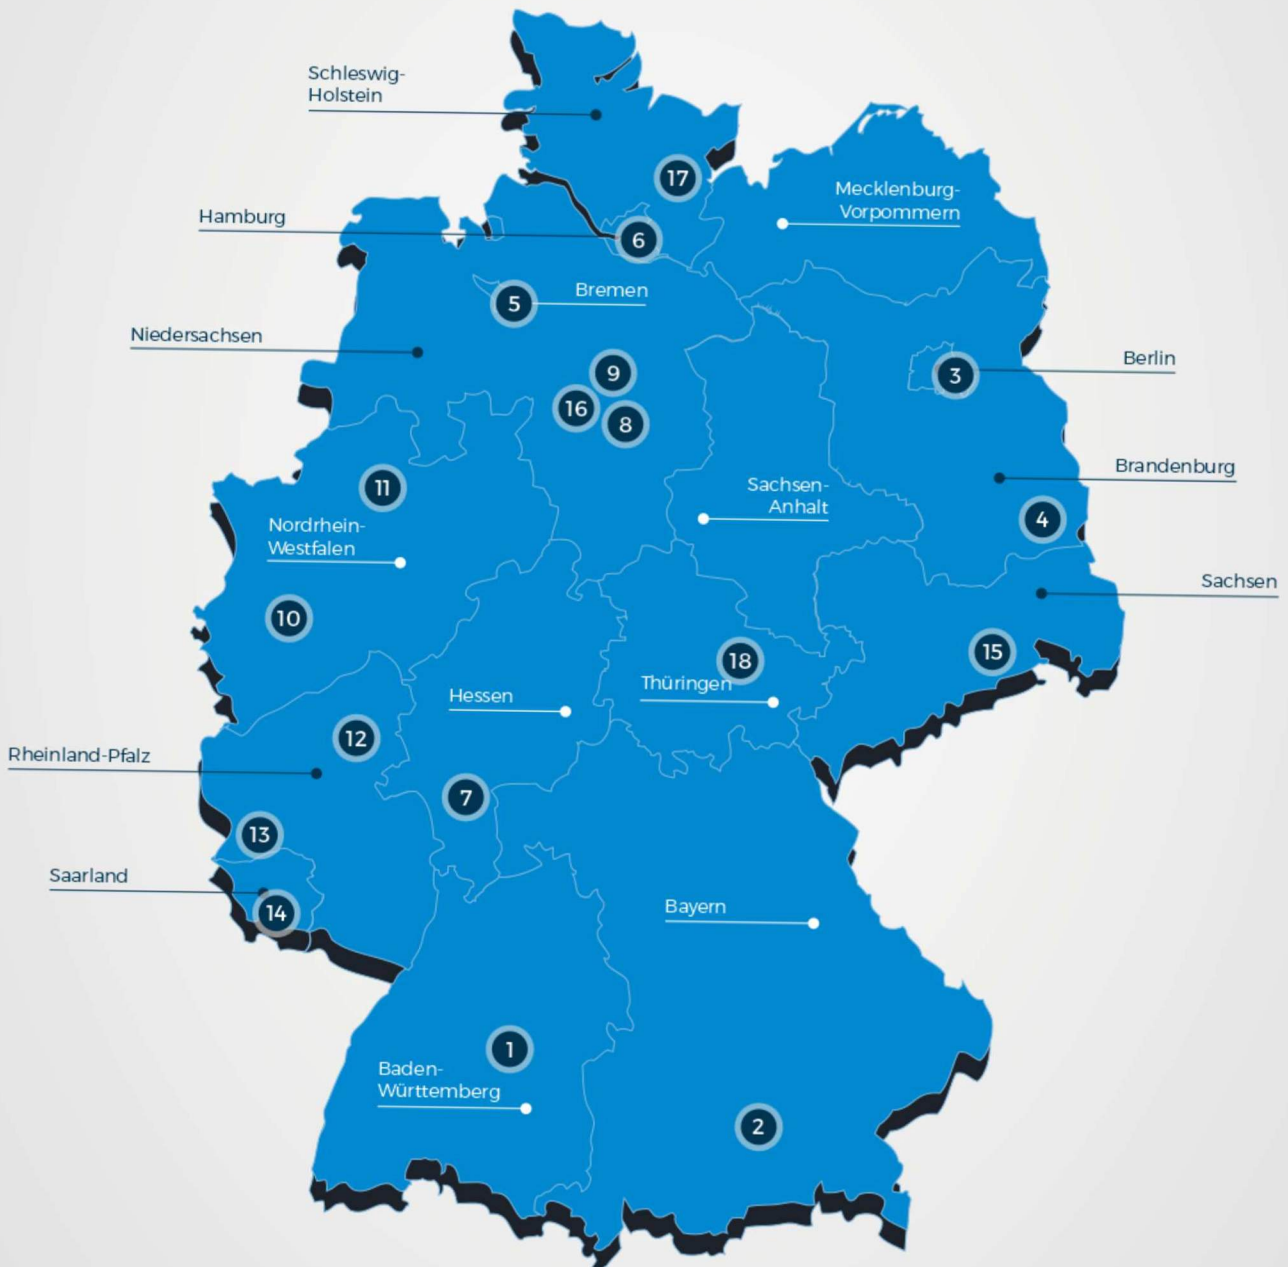 Schleswig-
Holstein
17
Mecklenburg-
Vorpommern
Hamburg
6
5
Bremen
Niedersachsen
Berlin
3
9
16
8
Brandenburg
11
Sachsen-
Anhalt
4
Nordrhein-
Westfalen
Sachsen
10
15
18
Thüringen
Hessen
12
Rheinland-Pfalz
7
13
Saarland
14
Bayern
1
Baden-
Württemberg
2